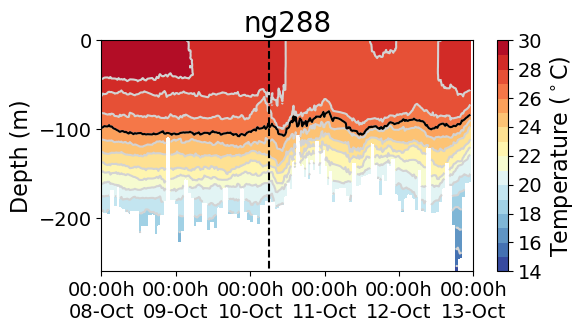 ng288
0
−100
−200
Depth (m)
00:00h 00:00h 00:00h 00:00h 00:00h 00:00h
08-Oct 09-Oct 10-Oct 11-Oct 12-Oct 13-Oct
30
28
26
24
22
20
18
16
14
Temperature (°C)